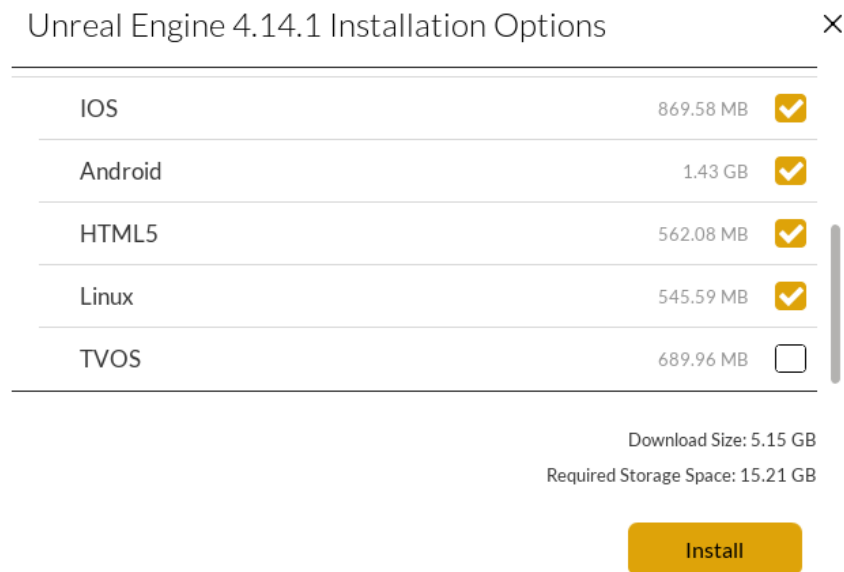 Unreal Engine 4.14.1 Installation Options
IOS 869.58 MB
Android 1.43 GB
HTML5 562.08 MB
Linux 545.59 MB
TVOS 689.96 MB
Download Size: 5.15 GB
Required Storage Space: 15.21 GB
Install